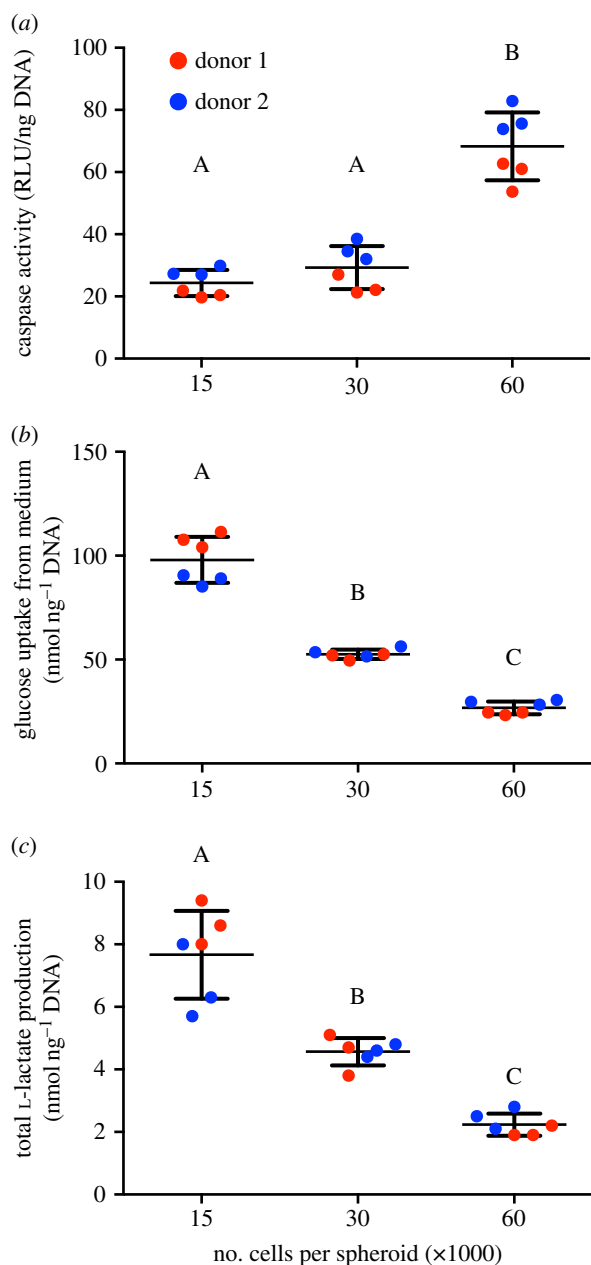 (a)
caspase activity (RLU/ng DNA)
100
80
60
40
20
0
donor 1
donor 2
A
A
B
15
30
60
(b)
glucose uptake from medium
(nmol ng⁻¹ DNA)
150
100
50
0
A
B
C
15
30
60
(c)
total ʟ-lactate production
(nmol ng⁻¹ DNA)
10
8
6
4
2
0
A
B
C
15
30
60
no. cells per spheroid (×1000)